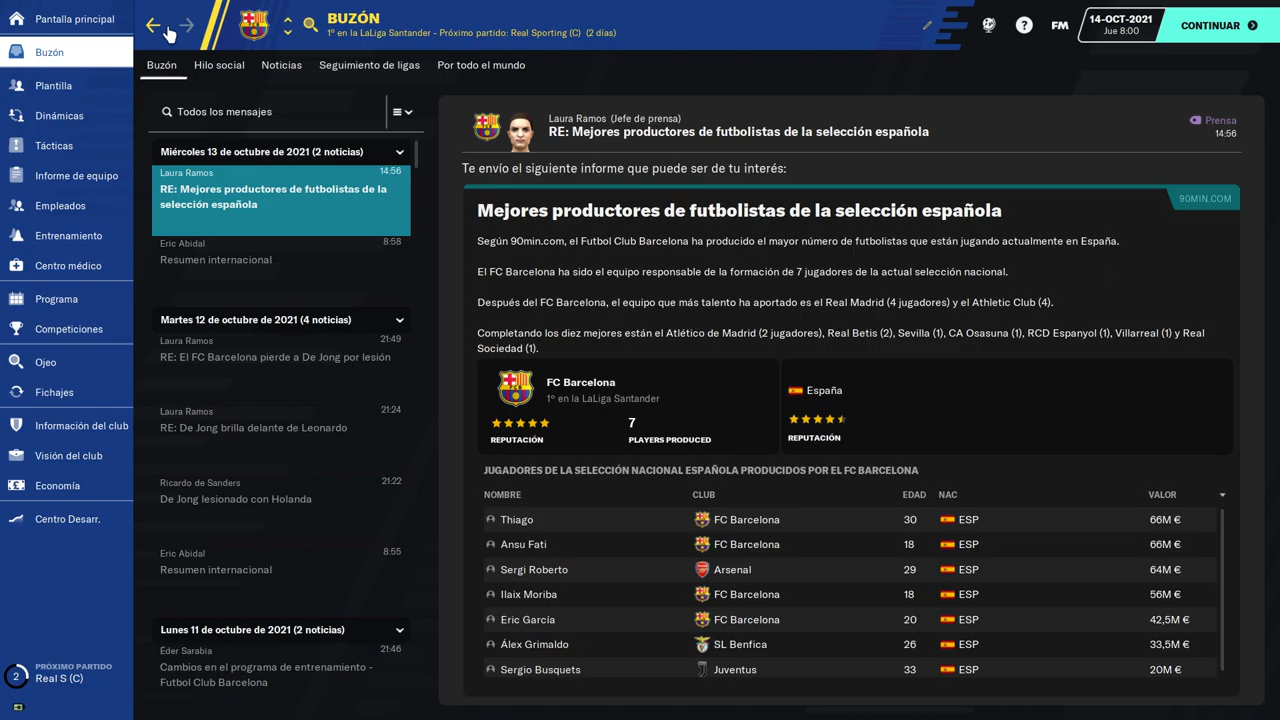 Pantalla principal
Buzón
Plantilla
Dinámicas
Tácticas
Informe de equipo
Empleados
Entrenamiento
Centro médico
Programa
Competiciones
Ojeo
Fichajes
Información del club
Visión del club
Economía
Centro Desarr.
2
PRÓXIMO PARTIDO
Real S (C)
BUZÓN
1º en la LaLiga Santander - Próximo partido: Real Sporting (C) (2 días)
FM
14-OCT-2021
Jue 8:00
CONTINUAR
Buzón Hilo social Noticias Seguimiento de ligas Por todo el mundo
Todos los mensajes
Miércoles 13 de octubre de 2021 (2 noticias)
Laura Ramos 14:56
RE: Mejores productores de futbolistas de la
selección española
Eric Abidal 8:58
Resumen internacional
Martes 12 de octubre de 2021 (4 noticias)
Laura Ramos 21:49
RE: El FC Barcelona pierde a De Jong por lesión
Laura Ramos 21:24
RE: De Jong brilla delante de Leonardo
Ricardo de Sanders 21:22
De Jong lesionado con Holanda
Eric Abidal 8:55
Resumen internacional
Lunes 11 de octubre de 2021 (2 noticias)
Éder Sarabia 21:46
Cambios en el programa de entrenamiento -
Futbol Club Barcelona
Laura Ramos (Jefe de prensa)
RE: Mejores productores de futbolistas de la selección española
Prensa
14:56
Te envío el siguiente informe que puede ser de tu interés:
90MIN.COM
Mejores productores de futbolistas de la selección española
Según 90min.com, el Futbol Club Barcelona ha producido el mayor número de futbolistas que están jugando actualmente en España.
El FC Barcelona ha sido el equipo responsable de la formación de 7 jugadores de la actual selección nacional.
Después del FC Barcelona, el equipo que más talento ha aportado es el Real Madrid (4 jugadores) y el Athletic Club (4).
Completando los diez mejores están el Atlético de Madrid (2 jugadores), Real Betis (2), Sevilla (1), CA Osasuna (1), RCD Espanyol (1), Villarreal (1) y Real
Sociedad (1).
FC Barcelona
1º en la LaLiga Santander
REPUTACIÓN
7
PLAYERS PRODUCED
España
REPUTACIÓN
JUGADORES DE LA SELECCIÓN NACIONAL ESPAÑOLA PRODUCIDOS POR EL FC BARCELONA
NOMBRE CLUB EDAD NAC VALOR
Thiago FC Barcelona 30 ESP 66M €
Ansu Fati FC Barcelona 18 ESP 66M €
Sergi Roberto Arsenal 29 ESP 64M €
Ilaix Moriba FC Barcelona 18 ESP 56M €
Eric García FC Barcelona 20 ESP 42,5M €
Álex Grimaldo SL Benfica 26 ESP 33,5M €
Sergio Busquets Juventus 33 ESP 20M €